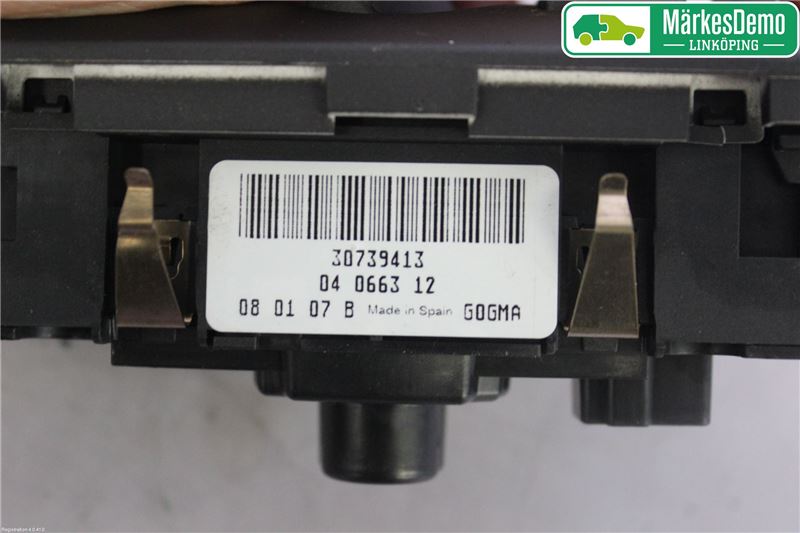 MärkesDemo
LINKÖPING
30739413
04 0663 12
08 01 07 B Made in Spain GOGMA